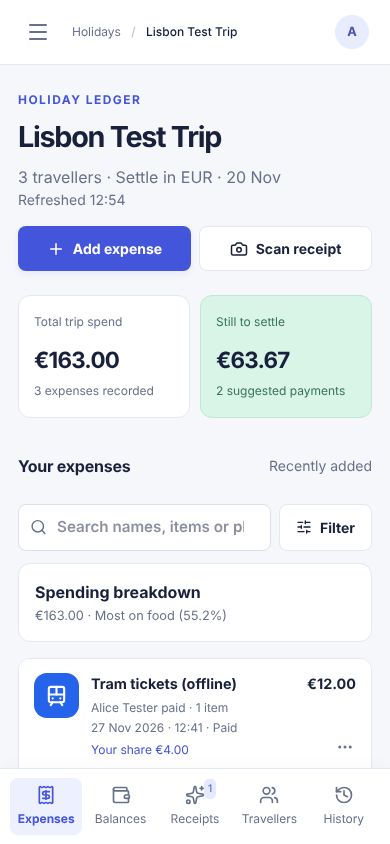 Holidays / Lisbon Test Trip
A
HOLIDAY LEDGER
Lisbon Test Trip
3 travellers · Settle in EUR · 20 Nov
Refreshed 12:54
Add expense
Scan receipt
Total trip spend
€163.00
3 expenses recorded
Still to settle
€63.67
2 suggested payments
Your expenses
Recently added
Search names, items or pl
Filter
Spending breakdown
€163.00 · Most on food (55.2%)
Tram tickets (offline)
€12.00
Alice Tester paid · 1 item
27 Nov 2026 · 12:41 · Paid
Your share €4.00
Expenses
Balances
1
Receipts
Travellers
History